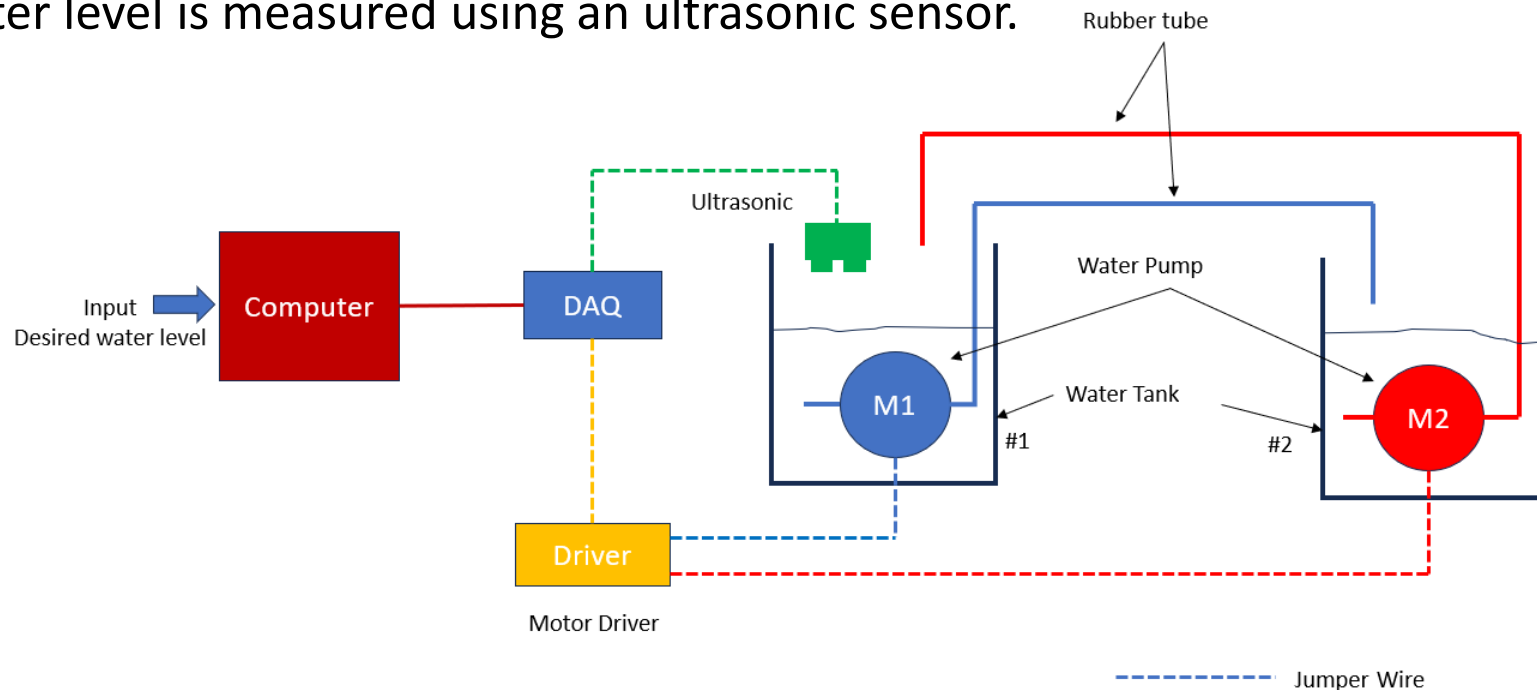 ter level is measured using an ultrasonic sensor.
Rubber tube
Ultrasonic
Water Pump
Input
Desired water level
Computer
DAQ
M1
Water Tank
M2
#1
#2
Driver
Motor Driver
Jumper Wire